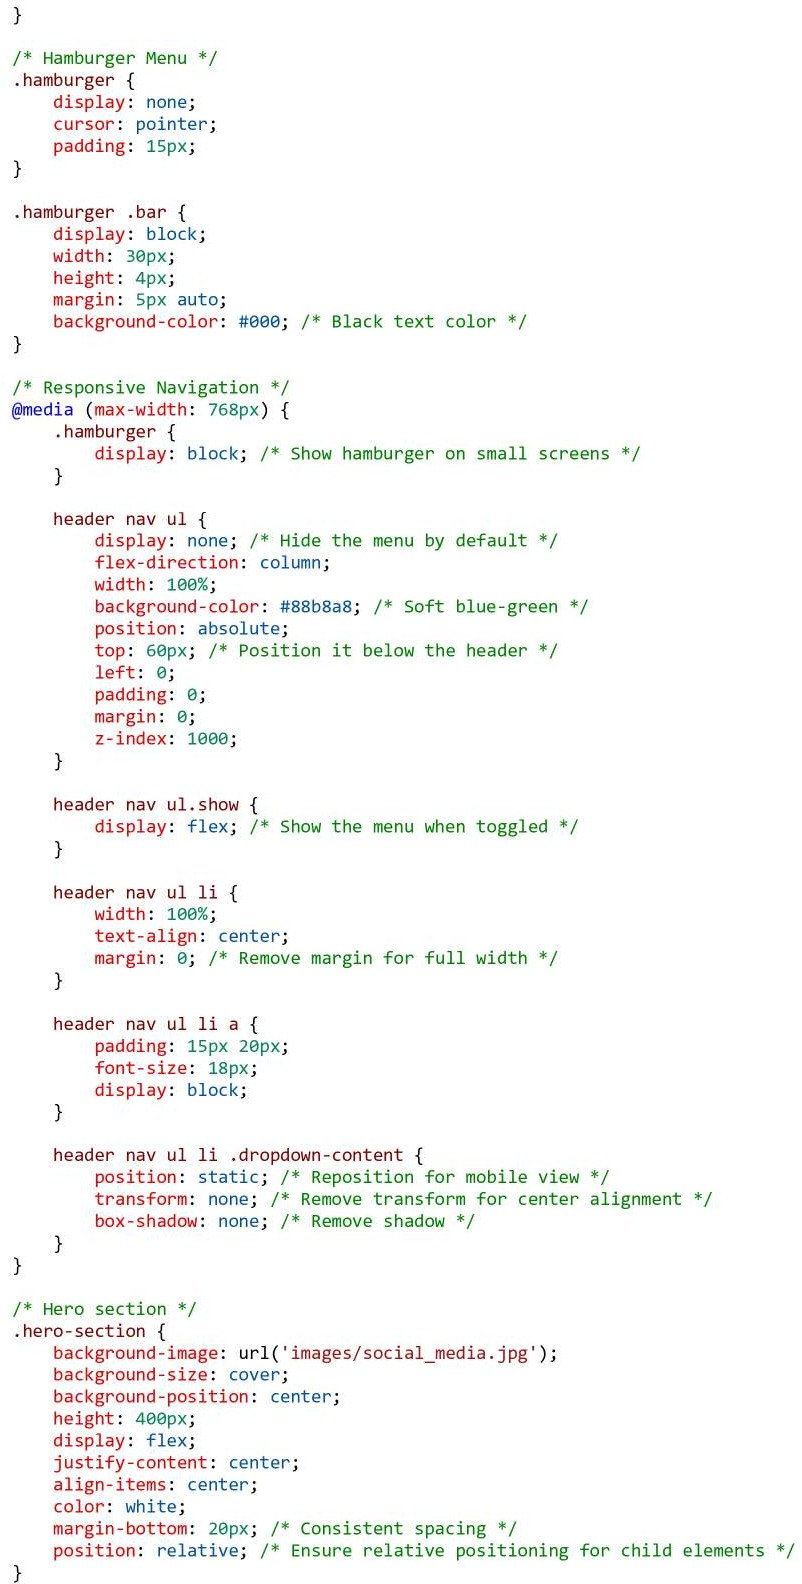 }

/* Hamburger Menu */
.hamburger {
    display: none;
    cursor: pointer;
    padding: 15px;
}

.hamburger .bar {
    display: block;
    width: 30px;
    height: 4px;
    margin: 5px auto;
    background-color: #000; /* Black text color */
}

/* Responsive Navigation */
@media (max-width: 768px) {
    .hamburger {
        display: block; /* Show hamburger on small screens */
    }

    header nav ul {
        display: none; /* Hide the menu by default */
        flex-direction: column;
        width: 100%;
        background-color: #88b8a8; /* Soft blue-green */
        position: absolute;
        top: 60px; /* Position it below the header */
        left: 0;
        padding: 0;
        margin: 0;
        z-index: 1000;
    }

    header nav ul.show {
        display: flex; /* Show the menu when toggled */
    }

    header nav ul li {
        width: 100%;
        text-align: center;
        margin: 0; /* Remove margin for full width */
    }

    header nav ul li a {
        padding: 15px 20px;
        font-size: 18px;
        display: block;
    }

    header nav ul li .dropdown-content {
        position: static; /* Reposition for mobile view */
        transform: none; /* Remove transform for center alignment */
        box-shadow: none; /* Remove shadow */
    }
}

/* Hero section */
.hero-section {
    background-image: url('images/social_media.jpg');
    background-size: cover;
    background-position: center;
    height: 400px;
    display: flex;
    justify-content: center;
    align-items: center;
    color: white;
    margin-bottom: 20px; /* Consistent spacing */
    position: relative; /* Ensure relative positioning for child elements */
}